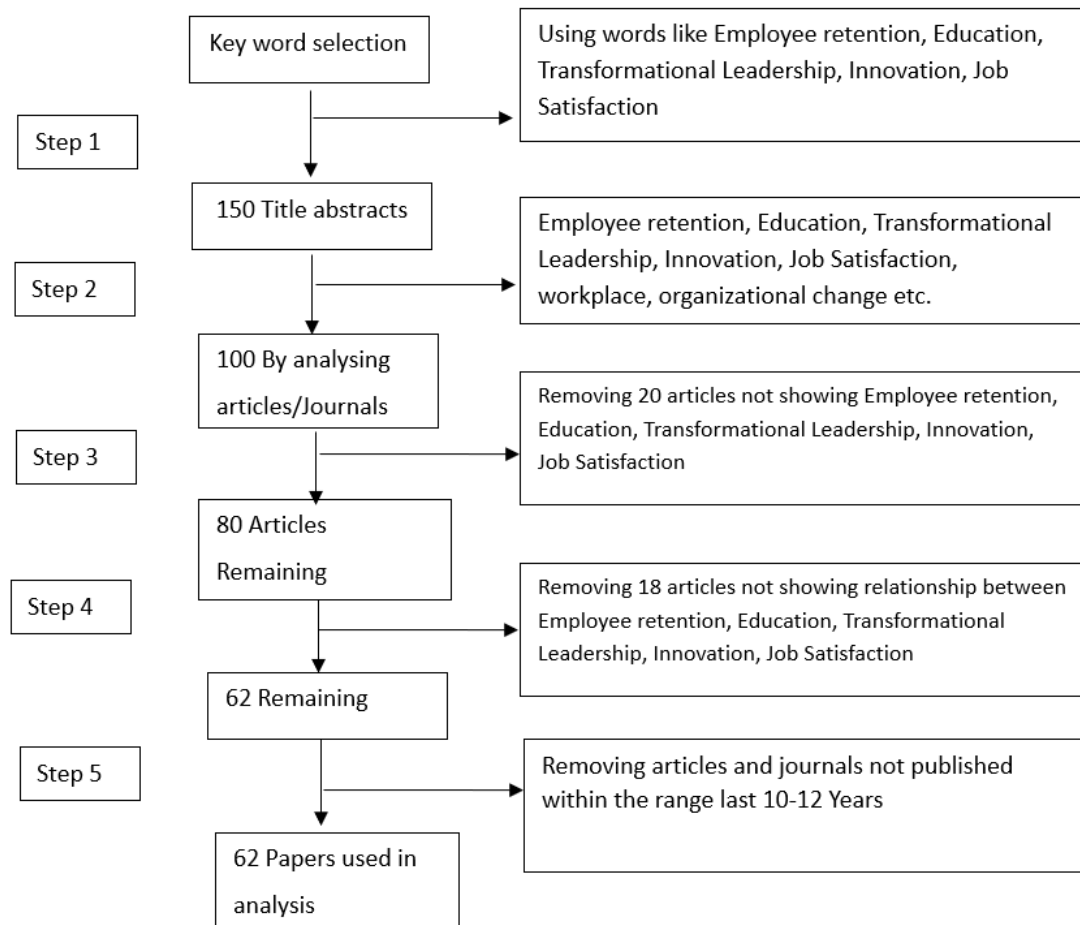 Key word selection
Using words like Employee retention, Education,
Transformational Leadership, Innovation, Job
Satisfaction
Step 1
150 Title abstracts
Employee retention, Education, Transformational
Leadership, Innovation, Job Satisfaction,
workplace, organizational change etc.
Step 2
100 By analysing
articles/Journals
Removing 20 articles not showing Employee retention,
Education, Transformational Leadership, Innovation,
Job Satisfaction
Step 3
80 Articles
Remaining
Removing 18 articles not showing relationship between
Employee retention, Education, Transformational
Leadership, Innovation, Job Satisfaction
Step 4
62 Remaining
Step 5
Removing articles and journals not published
within the range last 10-12 Years
62 Papers used in
analysis